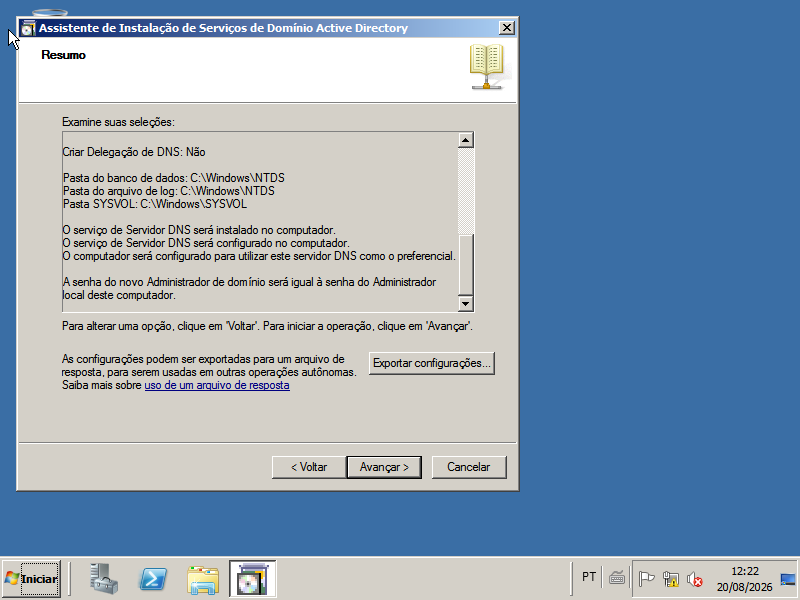 Assistente de Instalação de Serviços de Domínio Active Directory
Resumo
Examine suas seleções:
Criar Delegação de DNS: Não
Pasta do banco de dados: C:\Windows\NTDS
Pasta do arquivo de log: C:\Windows\NTDS
Pasta SYSVOL: C:\Windows\SYSVOL
O serviço de Servidor DNS será instalado no computador.
O serviço de Servidor DNS será configurado no computador.
O computador será configurado para utilizar este servidor DNS como o preferencial.
A senha do novo Administrador de domínio será igual à senha do Administrador
local deste computador.
Para alterar uma opção, clique em 'Voltar'. Para iniciar a operação, clique em 'Avançar'.
As configurações podem ser exportadas para um arquivo de
resposta, para serem usadas em outras operações autônomas.
Saiba mais sobre uso de um arquivo de resposta
Exportar configurações...
< Voltar
Avançar >
Cancelar
Iniciar
PT
12:22
20/08/2026